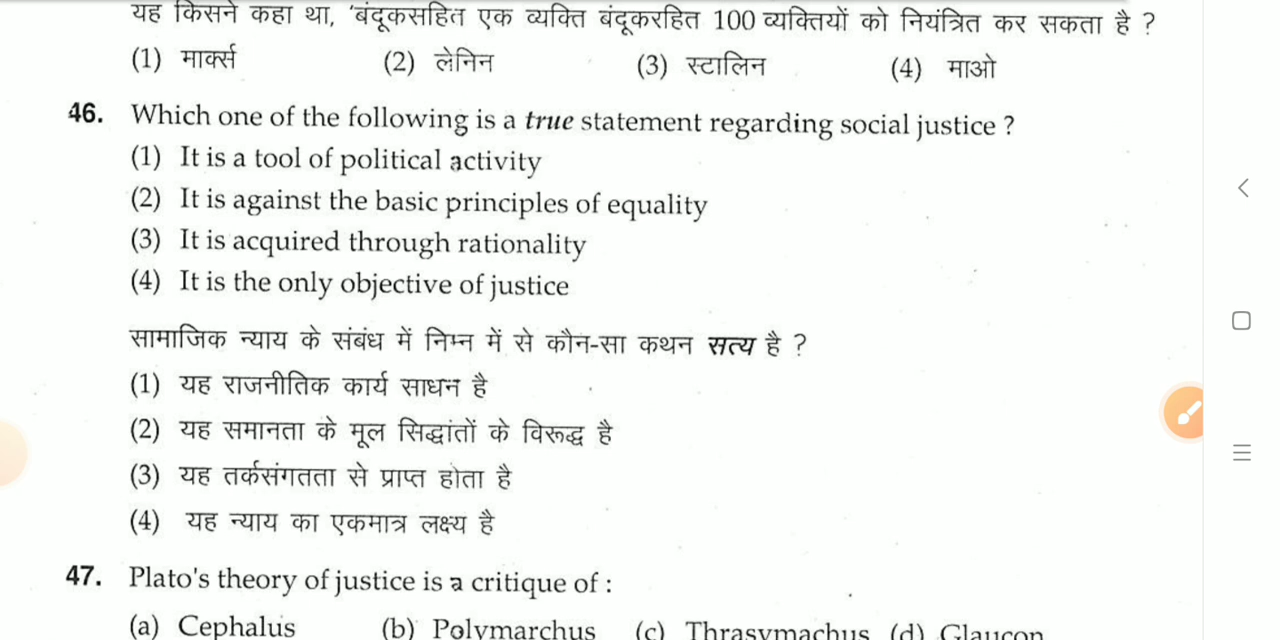 यह किसने कहा था, 'बंदूकसहित एक व्यक्ति बंदूकरहित 100 व्यक्तियों को नियंत्रित कर सकता है ?
(1) मार्क्स (2) लेनिन (3) स्टालिन (4) माओ
46. Which one of the following is a true statement regarding social justice ?
(1) It is a tool of political activity
(2) It is against the basic principles of equality
(3) It is acquired through rationality
(4) It is the only objective of justice
सामाजिक न्याय के संबंध में निम्न में से कौन-सा कथन सत्य है ?
(1) यह राजनीतिक कार्य साधन है
(2) यह समानता के मूल सिद्धांतों के विरूद्ध है
(3) यह तर्कसंगतता से प्राप्त होता है
(4) यह न्याय का एकमात्र लक्ष्य है
47. Plato's theory of justice is a critique of :
(a) Cephalus (b) Polymarchus (c) Thrasymachus (d) Glaucon